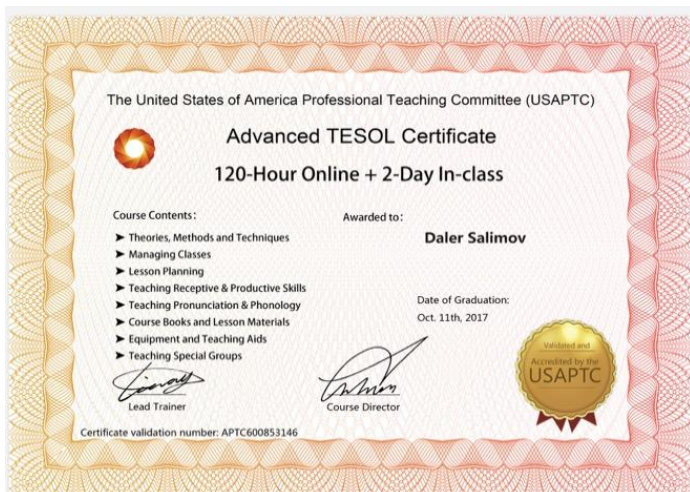 The United States of America Professional Teaching Committee (USAPTC)
Advanced TESOL Certificate
120-Hour Online + 2-Day In-class
Course Contents:
➤ Theories, Methods and Techniques
➤ Managing Classes
➤ Lesson Planning
➤ Teaching Receptive & Productive Skills
➤ Teaching Pronunciation & Phonology
➤ Course Books and Lesson Materials
➤ Equipment and Teaching Aids
➤ Teaching Special Groups
Awarded to:
Daler Salimov
Date of Graduation:
Oct. 11th, 2017
Lead Trainer
Course Director
Validated and
Accredited by the
USAPTC
Certificate validation number: APTC600853146